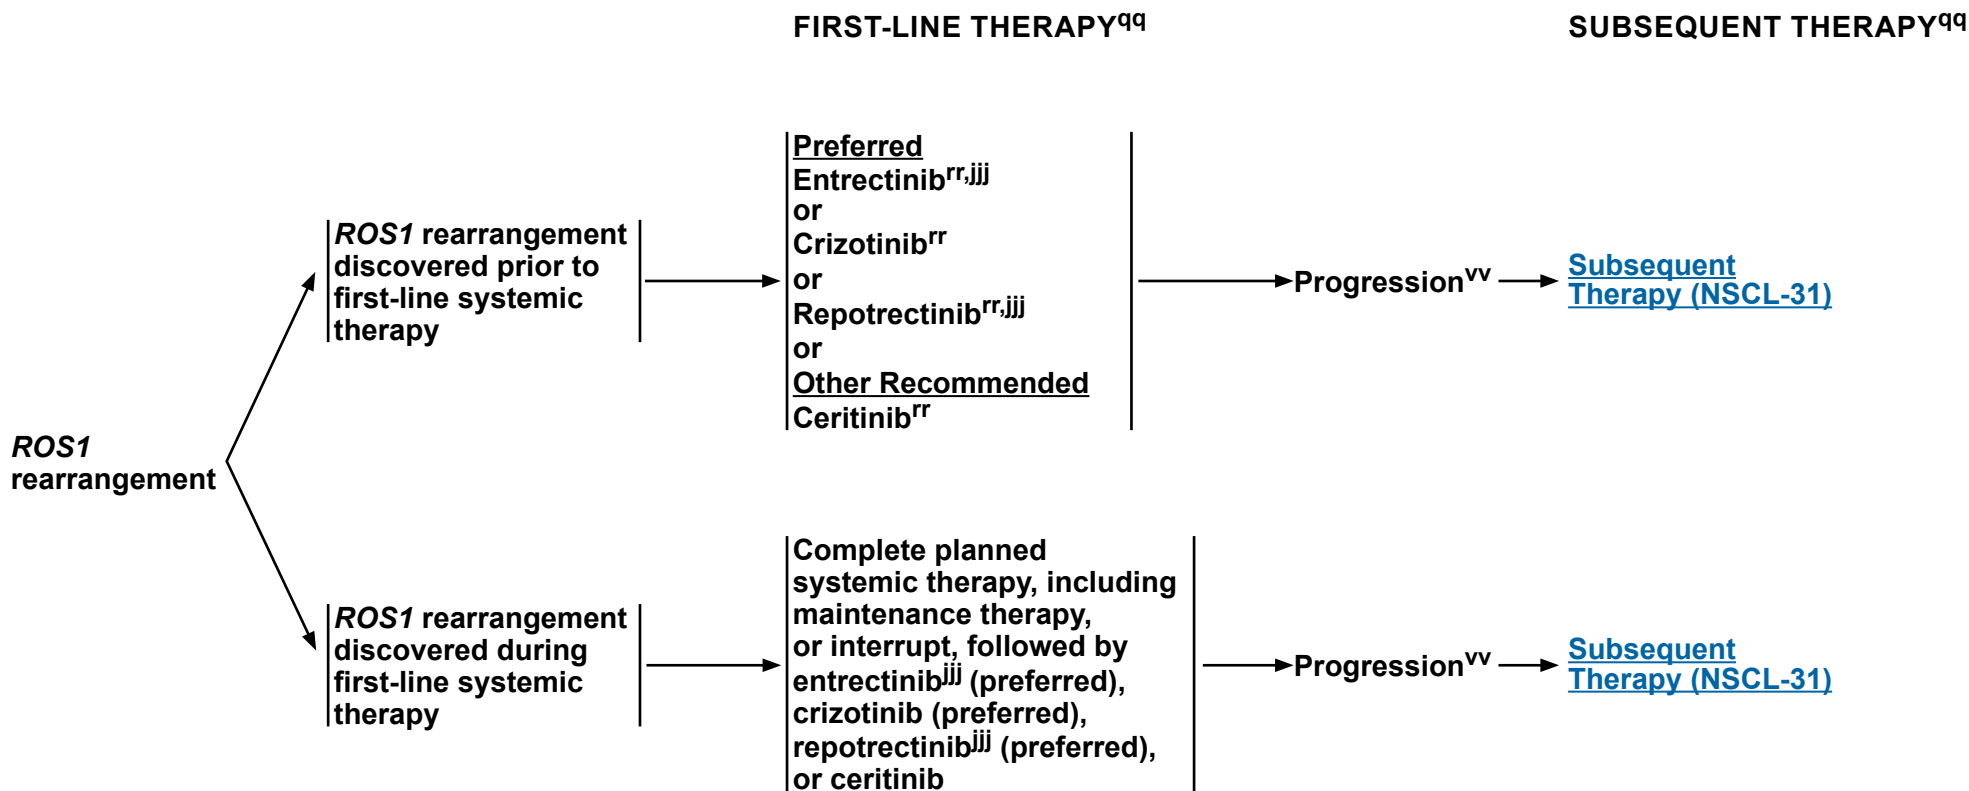 FIRST-LINE THERAPYqq
SUBSEQUENT THERAPYqq
ROS1
rearrangement
ROS1 rearrangement
discovered prior to
first-line systemic
therapy
Preferred
Entrectinibrr,jjj
or
Crizotinibrr
or
Repotrectinibrr,jjj
or
Other Recommended
Ceritinibrr
Progressionvv
Subsequent
Therapy (NSCL-31)
ROS1 rearrangement
discovered during
first-line systemic
therapy
Complete planned
systemic therapy, including
maintenance therapy,
or interrupt, followed by
entrectinibjjj (preferred),
crizotinib (preferred),
repotrectinibjjj (preferred),
or ceritinib
Progressionvv
Subsequent
Therapy (NSCL-31)